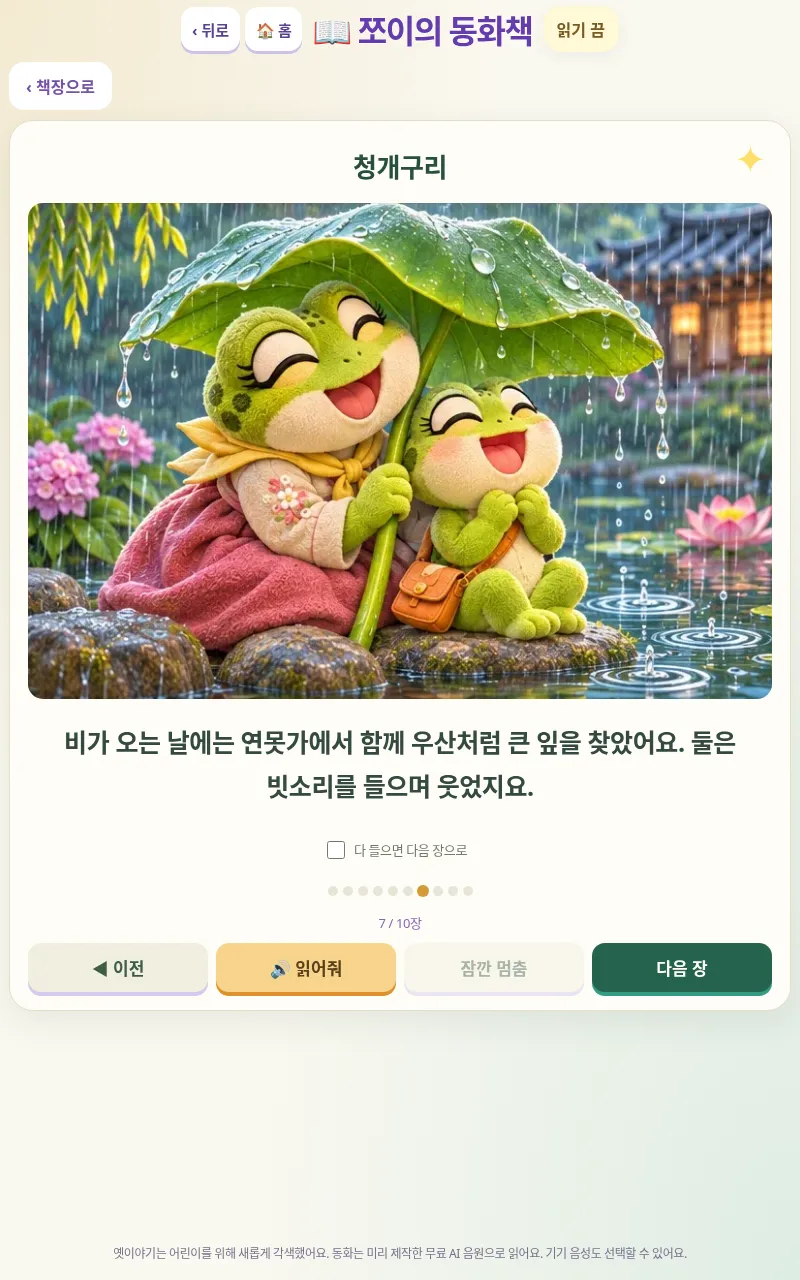 ‹ 뒤로 🏠 홈 📖 쪼이의 동화책 읽기 끝
‹ 책장으로
청개구리
비가 오는 날에는 연못가에서 함께 우산처럼 큰 잎을 찾았어요. 둘은
빗소리를 들으며 웃었지요.
다 들으면 다음 장으로
7 / 10장
◀ 이전 🔊 읽어줘 잠깐 멈춤 다음 장
옛이야기는 어린이를 위해 새롭게 각색했어요. 동화는 미리 제작한 무료 AI 음원으로 읽어요. 기기 음성도 선택할 수 있어요.